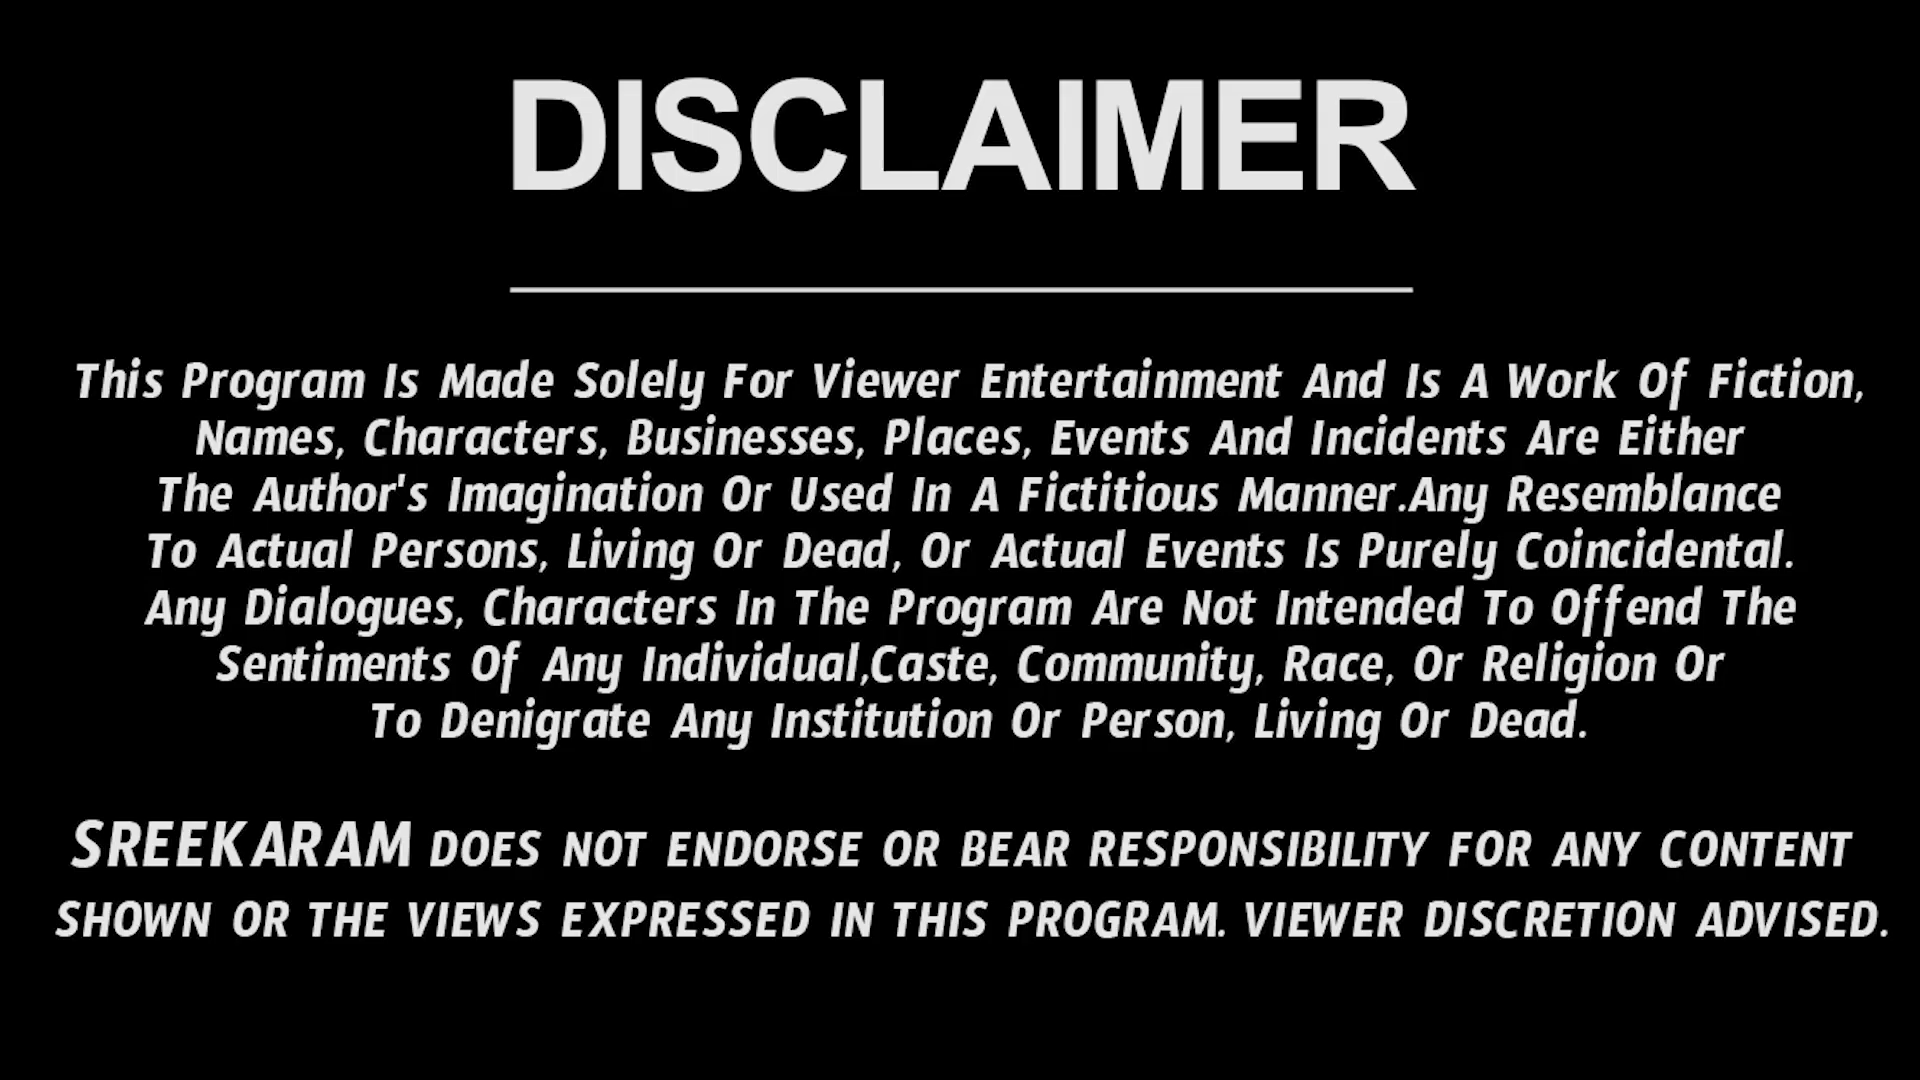 DISCLAIMER
This Program Is Made Solely For Viewer Entertainment And Is A Work Of Fiction,
Names, Characters, Businesses, Places, Events And Incidents Are Either
The Author's Imagination Or Used In A Fictitious Manner.Any Resemblance
To Actual Persons, Living Or Dead, Or Actual Events Is Purely Coincidental.
Any Dialogues, Characters In The Program Are Not Intended To Offend The
Sentiments Of Any Individual,Caste, Community, Race, Or Religion Or
To Denigrate Any Institution Or Person, Living Or Dead.
SREEKARAM DOES NOT ENDORSE OR BEAR RESPONSIBILITY FOR ANY CONTENT
SHOWN OR THE VIEWS EXPRESSED IN THIS PROGRAM. VIEWER DISCRETION ADVISED.